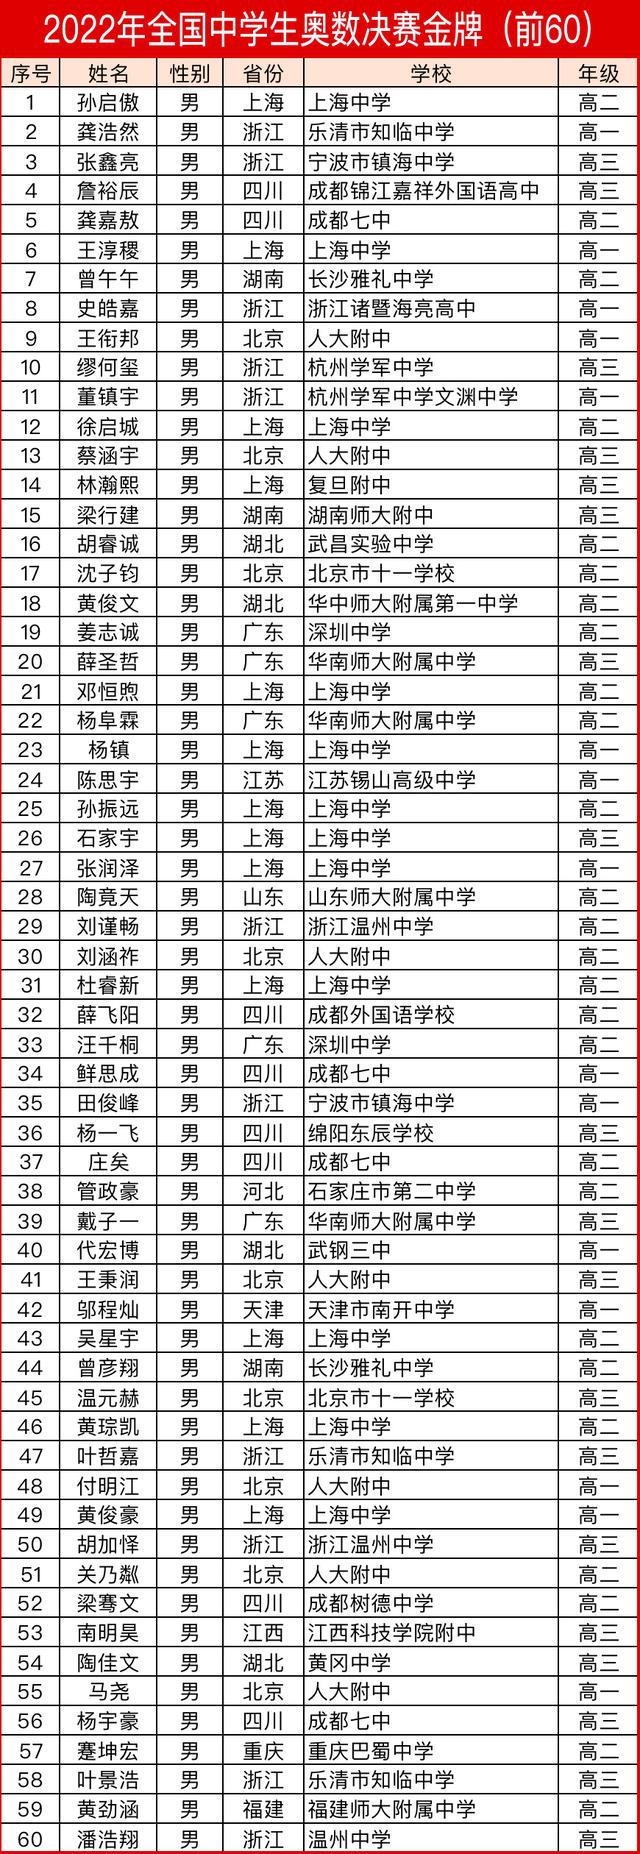 2022年全国中学生奥数决赛金牌（前60）
序号 姓名 性别 省份 学校 年级
1 孙启傲 男 上海 上海中学 高二
2 龚浩然 男 浙江 乐清市知临中学 高一
3 张鑫亮 男 浙江 宁波市镇海中学 高三
4 詹裕辰 男 四川 成都锦江嘉祥外国语高中 高三
5 龚嘉敖 男 四川 成都七中 高二
6 王淳稷 男 上海 上海中学 高一
7 曾午午 男 湖南 长沙雅礼中学 高二
8 史皓嘉 男 浙江 浙江诸暨海亮高中 高一
9 王衔邦 男 北京 人大附中 高一
10 缪何玺 男 浙江 杭州学军中学 高三
11 董镇宇 男 浙江 杭州学军中学文渊中学 高一
12 徐启城 男 上海 上海中学 高二
13 蔡涵宇 男 北京 人大附中 高三
14 林瀚熙 男 上海 复旦附中 高三
15 梁行建 男 湖南 湖南师大附中 高三
16 胡睿诚 男 湖北 武昌实验中学 高二
17 沈子钧 男 北京 北京市十一学校 高二
18 黄俊文 男 湖北 华中师大附属第一中学 高二
19 姜志诚 男 广东 深圳中学 高二
20 薛圣哲 男 广东 华南师大附属中学 高三
21 邓恒煦 男 上海 上海中学 高二
22 杨阜霖 男 广东 华南师大附属中学 高二
23 杨镇 男 上海 上海中学 高一
24 陈思宇 男 江苏 江苏锡山高级中学 高一
25 孙振远 男 上海 上海中学 高二
26 石家宇 男 上海 上海中学 高三
27 张润泽 男 上海 上海中学 高一
28 陶竟天 男 山东 山东师大附属中学 高二
29 刘谨畅 男 浙江 浙江温州中学 高二
30 刘涵祚 男 北京 人大附中 高二
31 杜睿新 男 上海 上海中学 高二
32 薛飞阳 男 四川 成都外国语学校 高二
33 汪千桐 男 广东 深圳中学 高二
34 鲜思成 男 四川 成都七中 高一
35 田俊峰 男 浙江 宁波市镇海中学 高一
36 杨一飞 男 四川 绵阳东辰学校 高三
37 庄矣 男 四川 成都七中 高二
38 管政豪 男 河北 石家庄市第二中学 高二
39 戴子一 男 广东 华南师大附属中学 高三
40 代宏博 男 湖北 武钢三中 高一
41 王秉润 男 北京 人大附中 高三
42 邬程灿 男 天津 天津市南开中学 高一
43 吴星宇 男 上海 上海中学 高二
44 曾彦翔 男 湖南 长沙雅礼中学 高二
45 温元赫 男 北京 北京市十一学校 高三
46 黄琮凯 男 上海 上海中学 高二
47 叶哲嘉 男 浙江 乐清市知临中学 高三
48 付明江 男 北京 人大附中 高一
49 黄俊豪 男 上海 上海中学 高一
50 胡加怿 男 浙江 浙江温州中学 高三
51 关乃粼 男 北京 人大附中 高二
52 梁骞文 男 四川 成都树德中学 高二
53 南明昊 男 江西 江西科技学院附中 高三
54 陶佳文 男 湖北 黄冈中学 高三
55 马尧 男 北京 人大附中 高一
56 杨宇豪 男 四川 成都七中 高三
57 蹇坤宏 男 重庆 重庆巴蜀中学 高二
58 叶景浩 男 浙江 乐清市知临中学 高三
59 黄劲涵 男 福建 福建师大附属中学 高二
60 潘浩翔 男 浙江 温州中学 高三